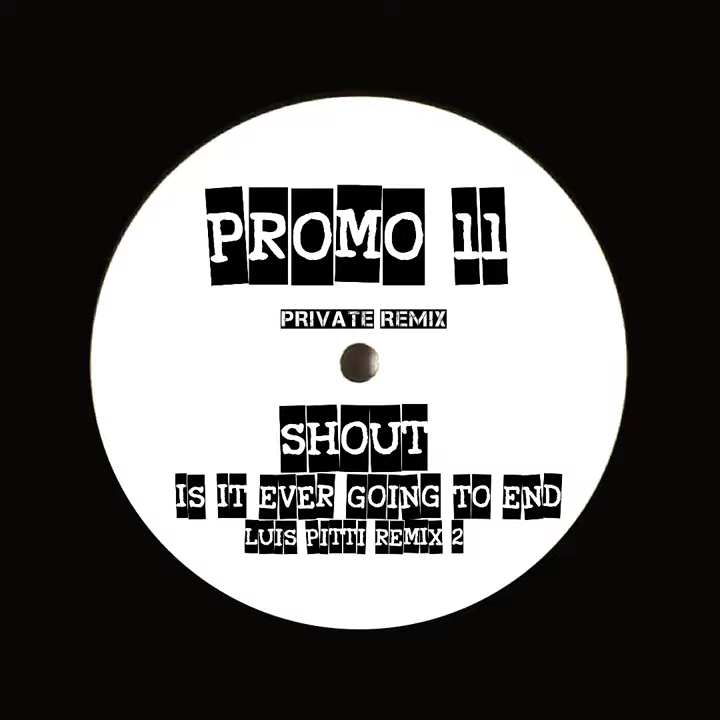 PROMO 11
PRIVATE REMIX
SHOUT
IS IT EVER GOING TO END
LUIS PITTI REMIX 2